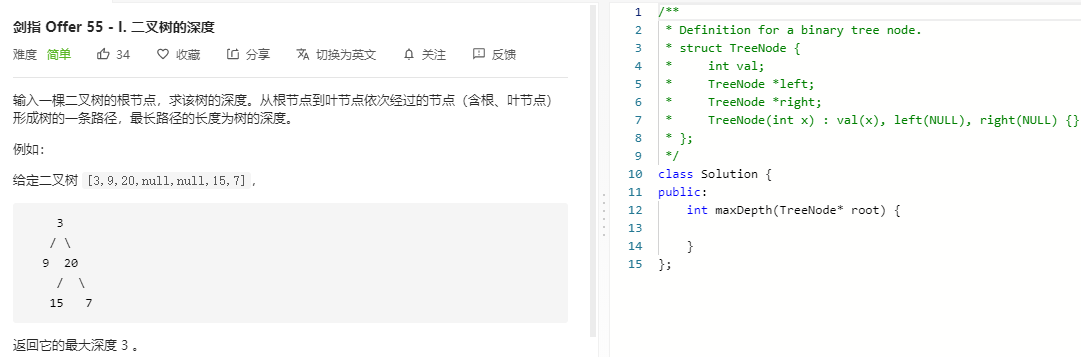 剑指 Offer 55 - I. 二叉树的深度
难度 简单 34 收藏 分享 切换为英文 关注 反馈
输入一棵二叉树的根节点，求该树的深度。从根节点到叶节点依次经过的节点（含根、叶节点）
形成树的一条路径，最长路径的长度为树的深度。
例如：
给定二叉树 [3,9,20,null,null,15,7]，
3
/ \
9 20
/ \
15 7
返回它的最大深度 3 。
1 /**
2 * Definition for a binary tree node.
3 * struct TreeNode {
4 * int val;
5 * TreeNode *left;
6 * TreeNode *right;
7 * TreeNode(int x) : val(x), left(NULL), right(NULL) {}
8 * };
9 */
10 class Solution {
11 public:
12 int maxDepth(TreeNode* root) {
13
14 }
15 };